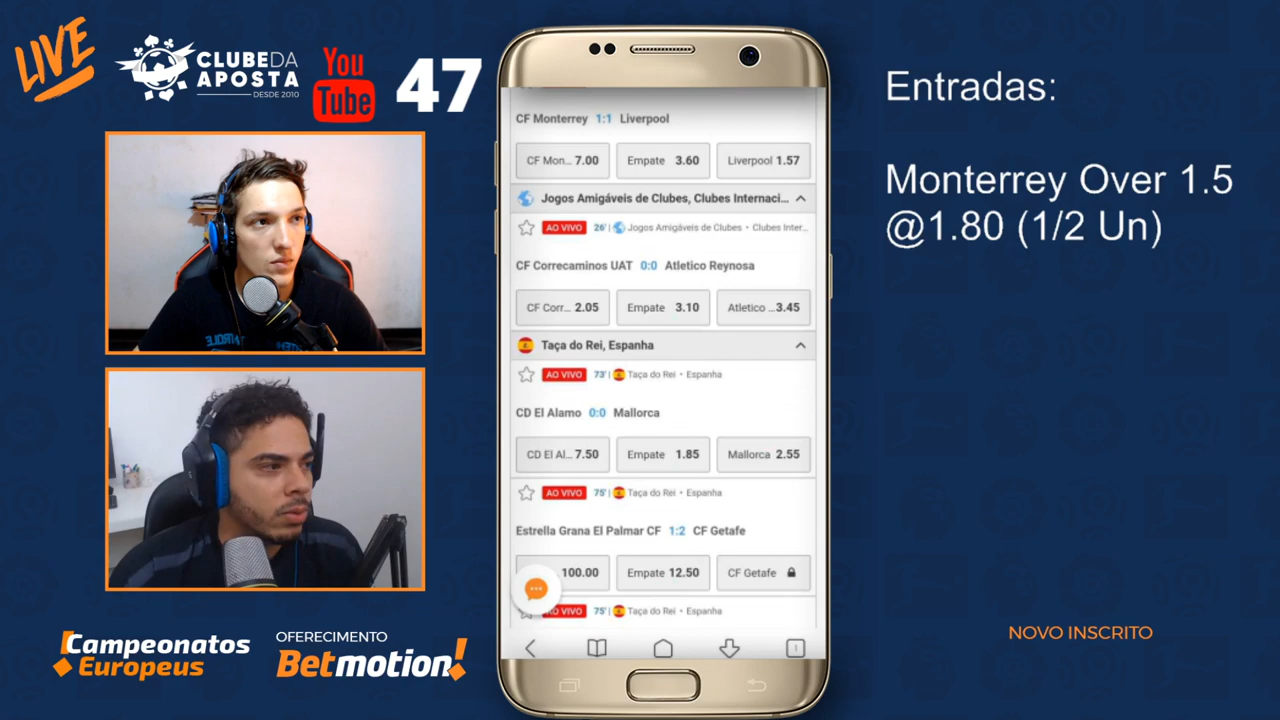 LIVE
CLUBEDA
APOSTA
DESDE 2010
You
Tube
47
CF Monterrey 1:1 Liverpool
CF Mon... 7.00 Empate 3.60 Liverpool 1.57
Jogos Amigáveis de Clubes, Clubes Internaci...
AO VIVO 26' | Jogos Amigáveis de Clubes • Clubes Inter...
CF Correcaminos UAT 0:0 Atletico Reynosa
CF Corr... 2.05 Empate 3.10 Atletico ...3.45
Taça do Rei, Espanha
AO VIVO 73' | Taça do Rei • Espanha
CD El Alamo 0:0 Mallorca
CD El Al... 7.50 Empate 1.85 Mallorca 2.55
AO VIVO 75' | Taça do Rei • Espanha
Estrella Grana El Palmar CF 1:2 CF Getafe
100.00 Empate 12.50 CF Getafe
VIVO 75' | Taça do Rei • Espanha
1
Entradas:
Monterrey Over 1.5
@1.80 (1/2 Un)
Campeonatos
Europeus
OFERECIMENTO
Betmotion!
NOVO INSCRITO